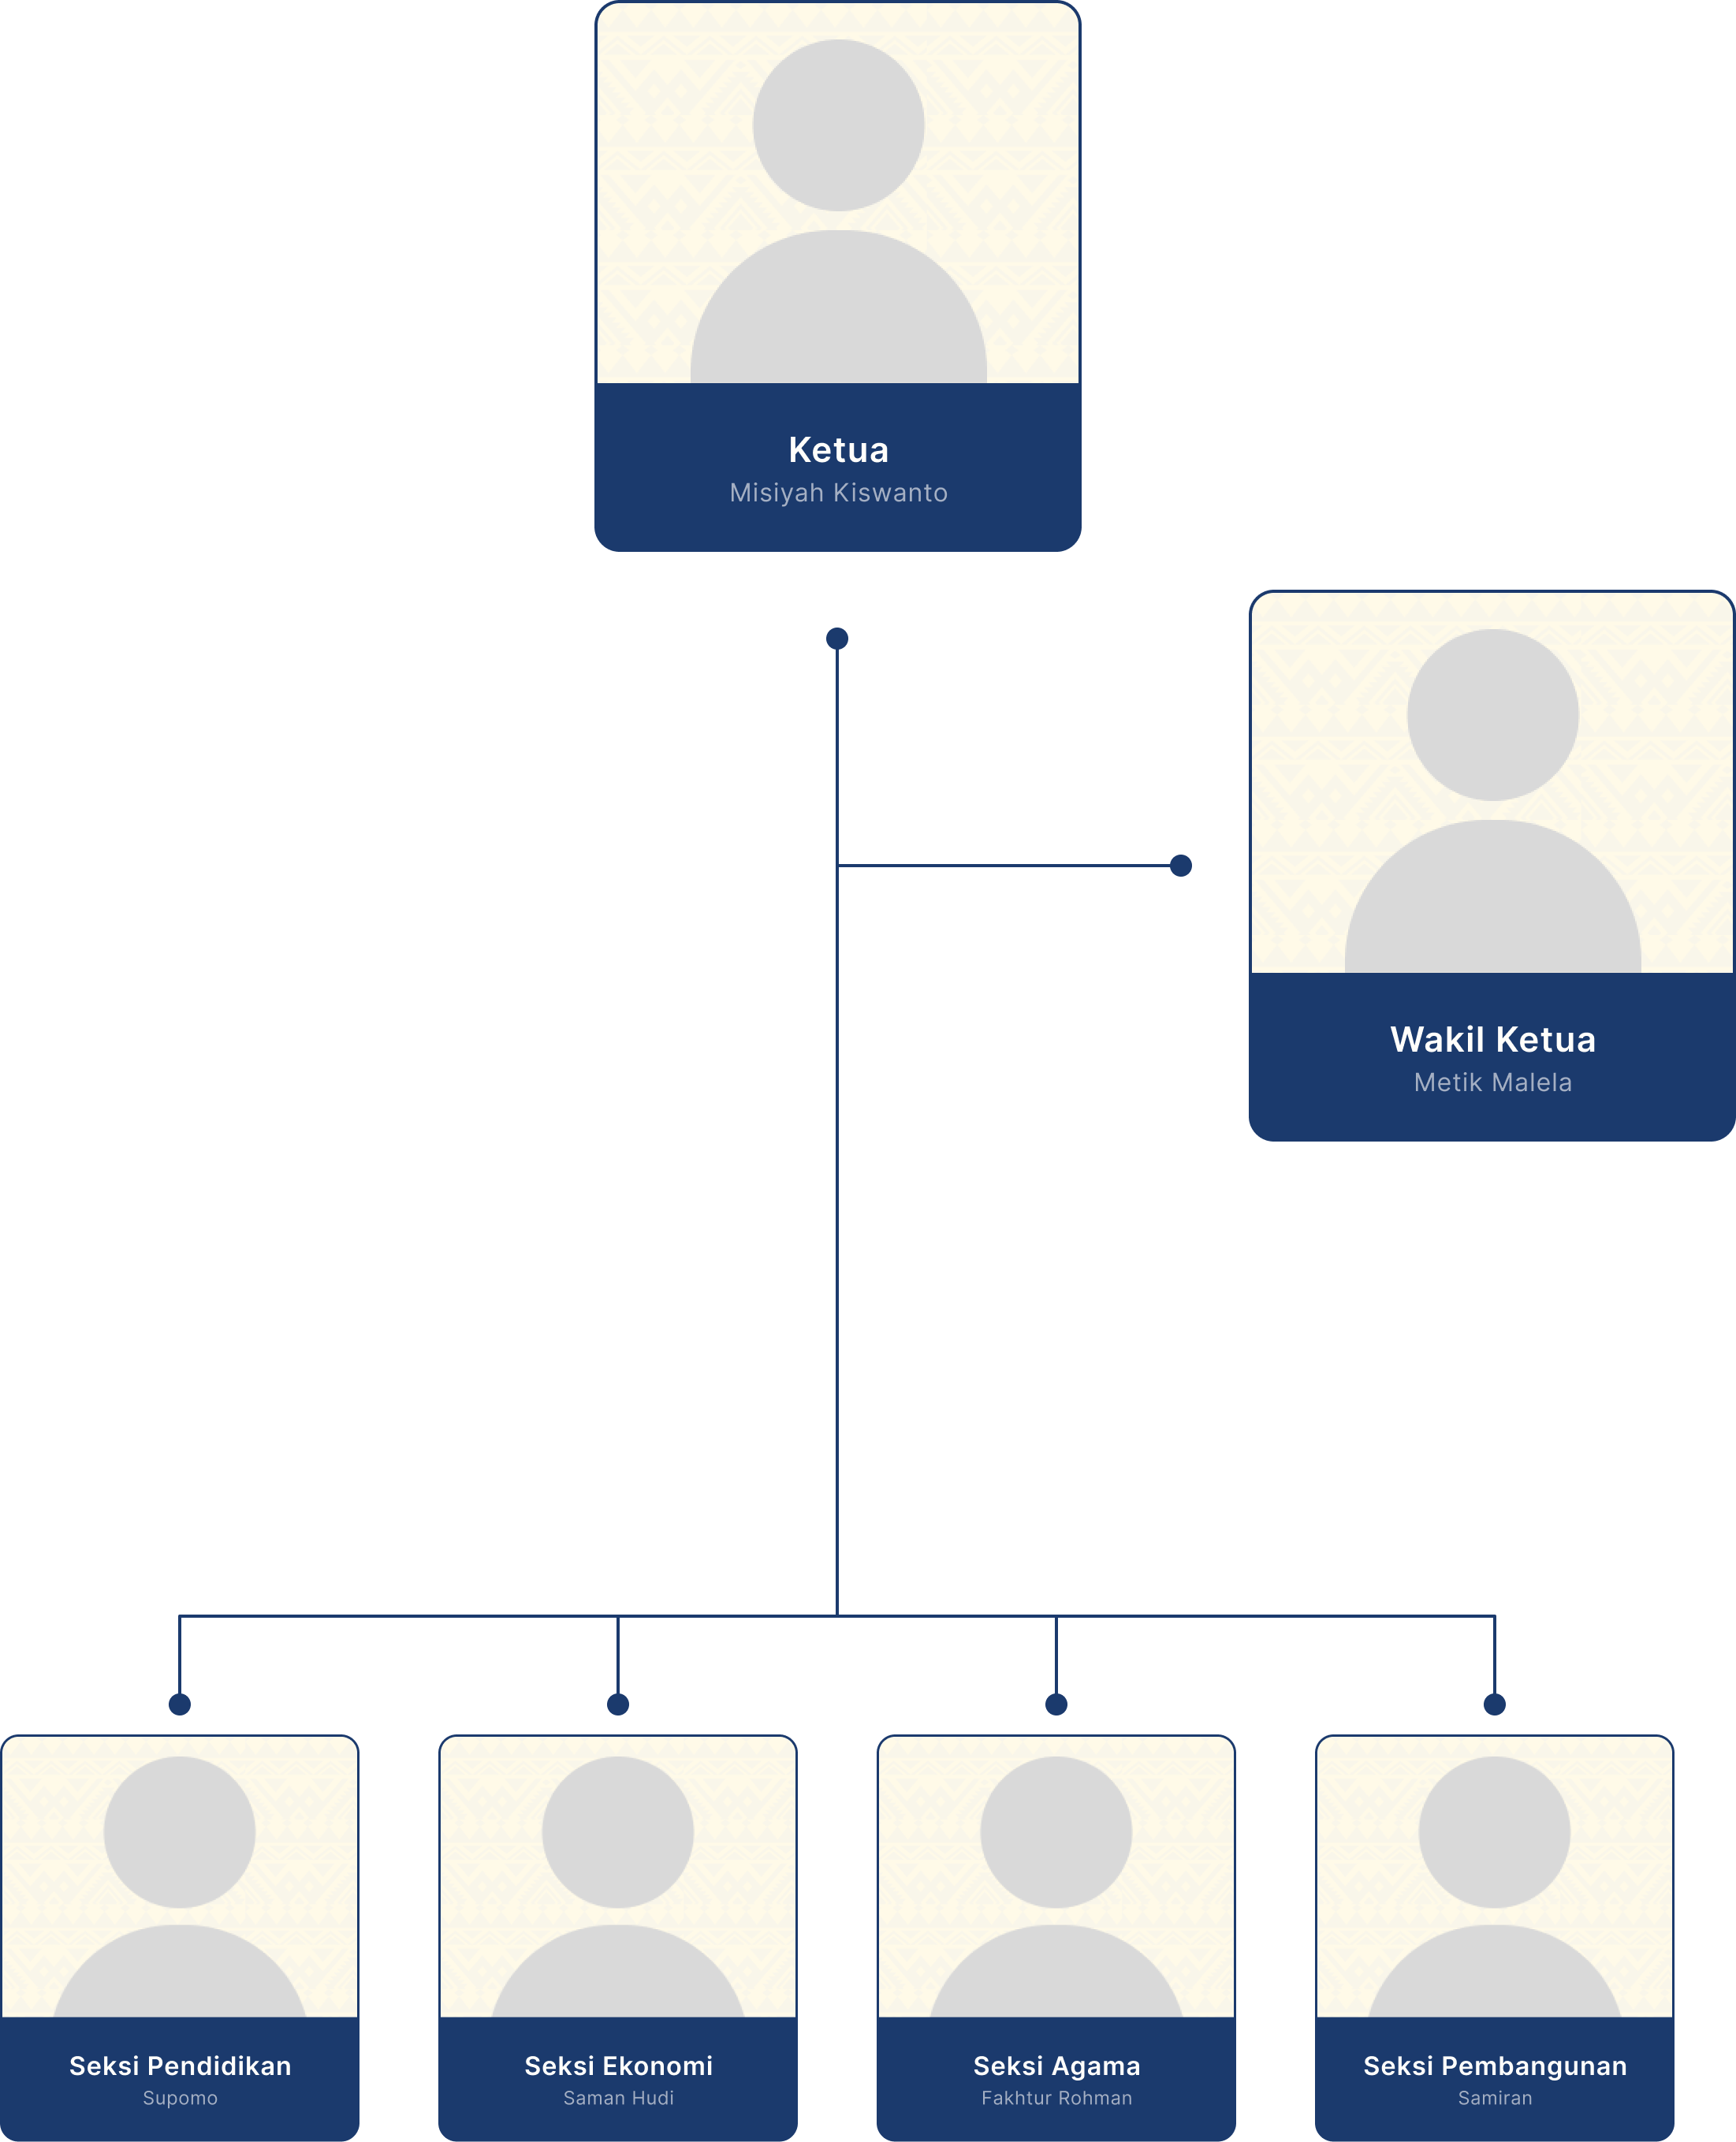 Ketua
Misiyah Kiswanto
Wakil Ketua
Metik Malela
Seksi Pendidikan
Supomo
Seksi Ekonomi
Saman Hudi
Seksi Agama
Fakhtur Rohman
Seksi Pembangunan
Samiran